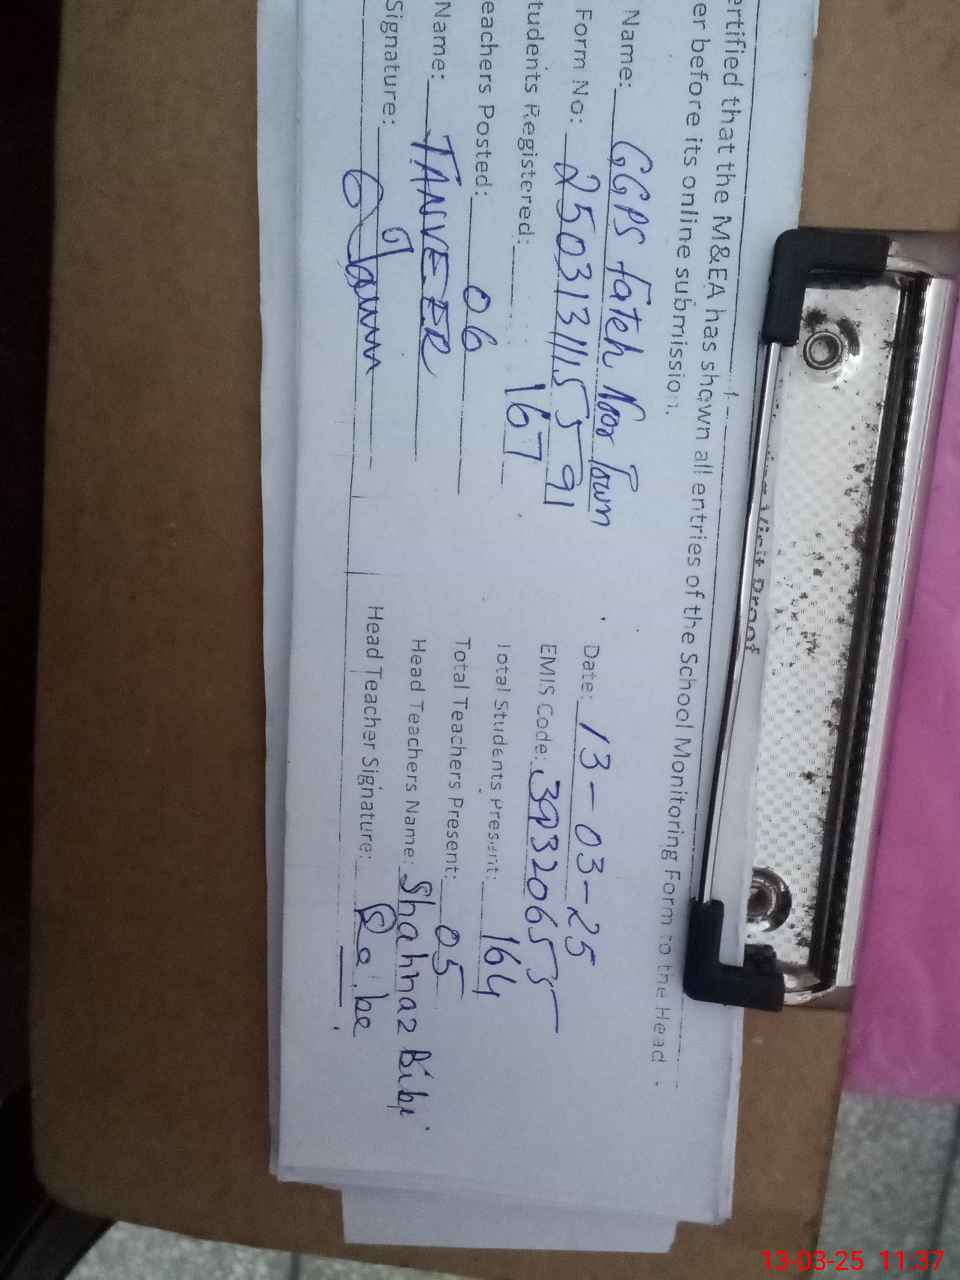 ertified that the M&EA has shown all entries of the School Monitoring Form to the Head
er before its online submission.
Name: GGPS Fateh Noor Town Date: 13-03-25
Form No: 25031311155 91 EMIS Code: 39320655
tudents Registered: 167 Total Students Present: 164
eachers Posted: 06 Total Teachers Present: 05
Name: TANVEER Head Teachers Name: Shahnaz Bibi
Signature: Head Teacher Signature:
Visit Proof
13-03-25 11:37